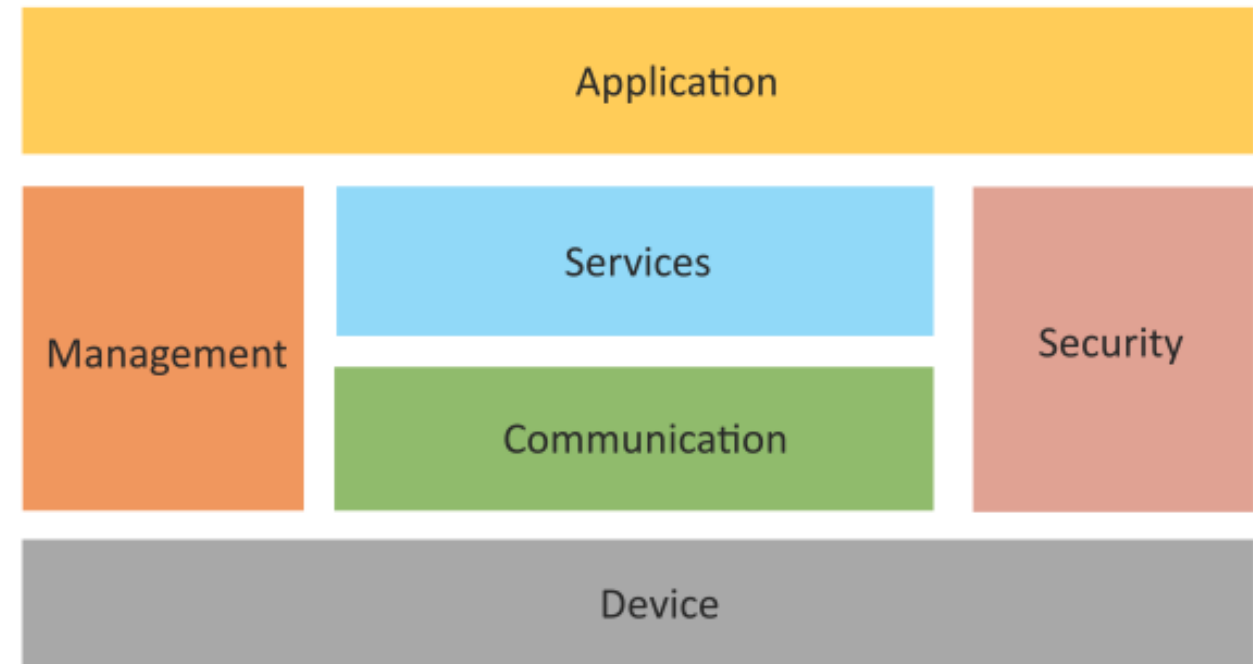 Application
Services
Management
Security
Communication
Device